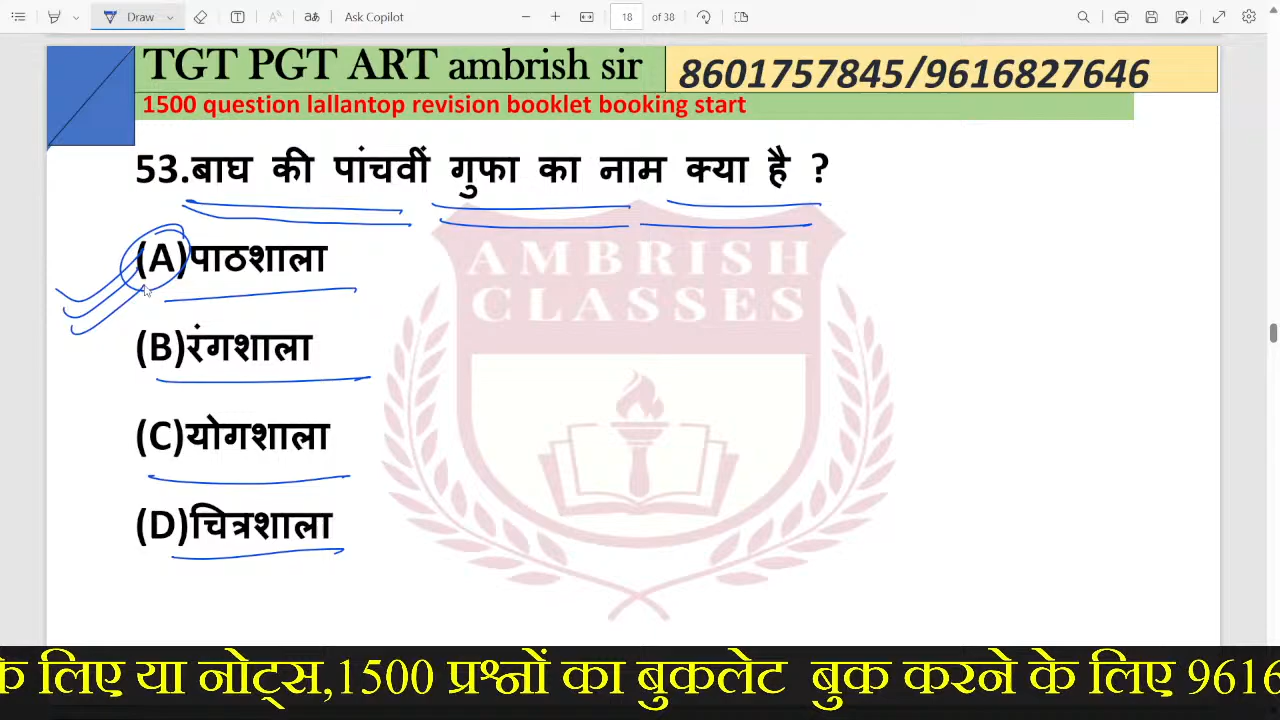 Draw
Ask Copilot
18 of 38
TGT PGT ART ambrish sir
8601757845/9616827646
1500 question lallantop revision booklet booking start
53.बाघ की पांचवीं गुफा का नाम क्या है ?
AMBRISH
CLASSES
(A)पाठशाला
(B)रंगशाला
(C)योगशाला
(D)चित्रशाला
के लिए या नोट्स,1500 प्रश्नों का बुकलेट बुक करने के लिए 9616